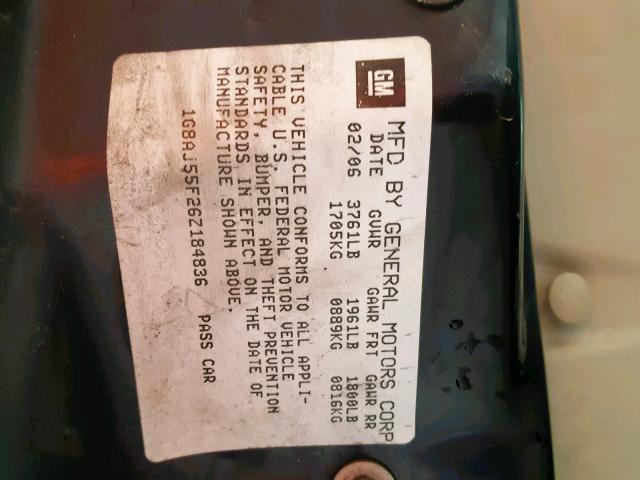 GM MFD BY GENERAL MOTORS CORP
DATE GVWR GAWR FRT GAWR RR
02/06 3761LB 1961LB 1800LB
1705KG 0889KG 0816KG
THIS VEHICLE CONFORMS TO ALL APPLI-
CABLE U.S. FEDERAL MOTOR VEHICLE
SAFETY, BUMPER, AND THEFT PREVENTION
STANDARDS IN EFFECT ON THE DATE OF
MANUFACTURE SHOWN ABOVE.
1G8AJ55F26Z184836 PASS CAR